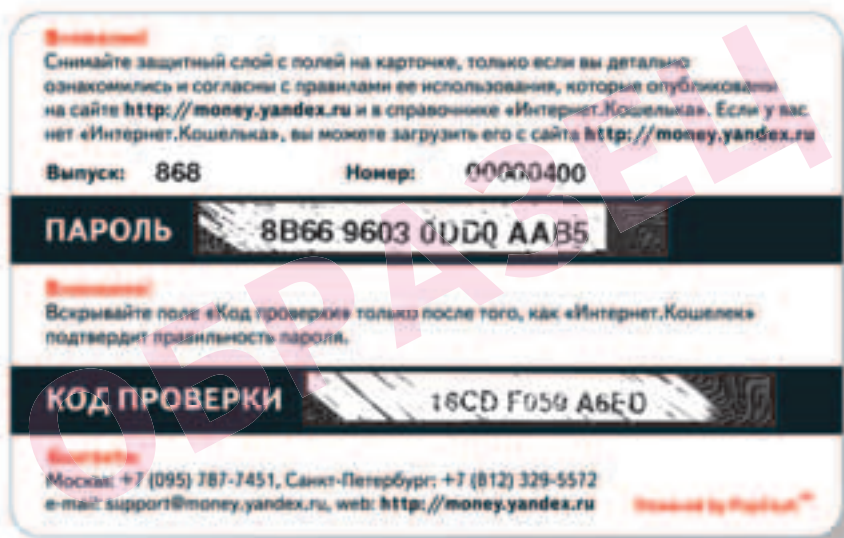 Внимание!
Снимайте защитный слой с полей на карточке, только если вы детально
ознакомились и согласны с правилами ее использования, которые опубликованы
на сайте http://money.yandex.ru и в справочнике «Интернет.Кошелька». Если у вас
нет «Интернет.Кошелька», вы можете загрузить его с сайта http://money.yandex.ru
Выпуск: 868 Номер: 00000400
ПАРОЛЬ 8B66 9603 0DD0 AAB5
Внимание!
Вскрывайте поле «Код проверки» только после того, как «Интернет.Кошелек»
подтвердит правильность пароля.
КОД ПРОВЕРКИ 16CD F059 A6ED
Контакты:
Москва: +7 (095) 787-7451, Санкт-Петербург: +7 (812) 329-5572
e-mail: support@money.yandex.ru, web: http://money.yandex.ru
Powered by PayCash
ОБРАЗЕЦ